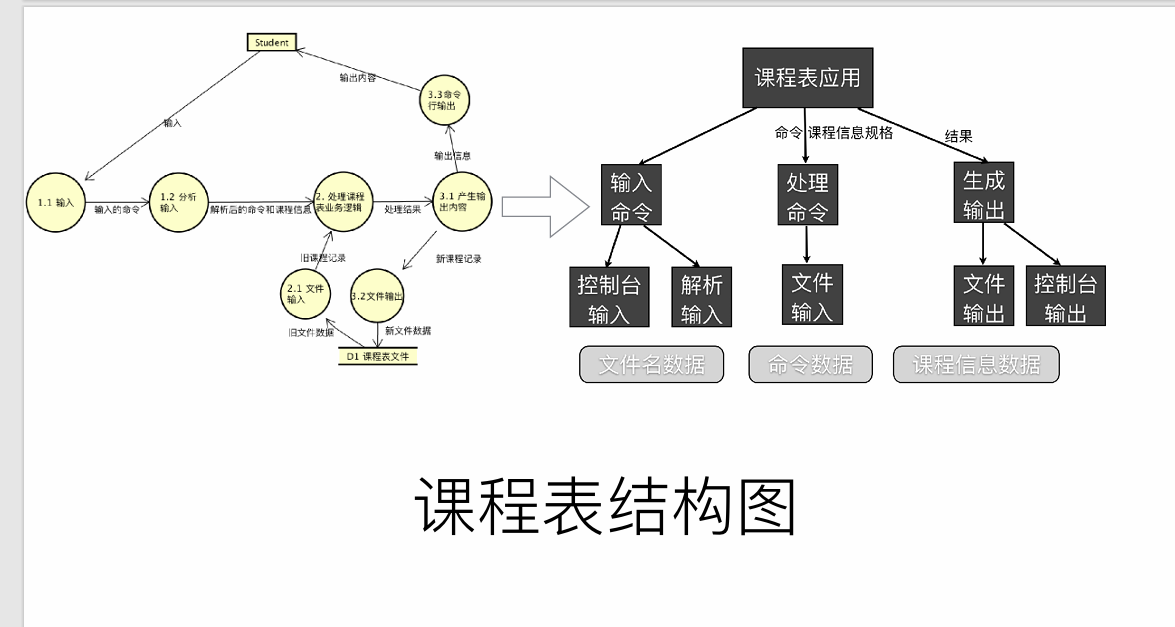 Student
输出内容
3.3命令
行输出
输入
输出信息
1.1 输入
输入的命令
1.2 分析
输入
解析后的命令和课程信息
2. 处理课程
表业务逻辑
处理结果
3.1 产生输
出内容
旧课程记录
新课程记录
2.1 文件
输入
3.2文件输出
旧文件数据
新文件数据
D1 课程表文件
课程表应用
命令
课程信息规格
结果
输入
命令
处理
命令
生成
输出
控制台
输入
解析
输入
文件
输入
文件
输出
控制台
输出
文件名数据
命令数据
课程信息数据
课程表结构图